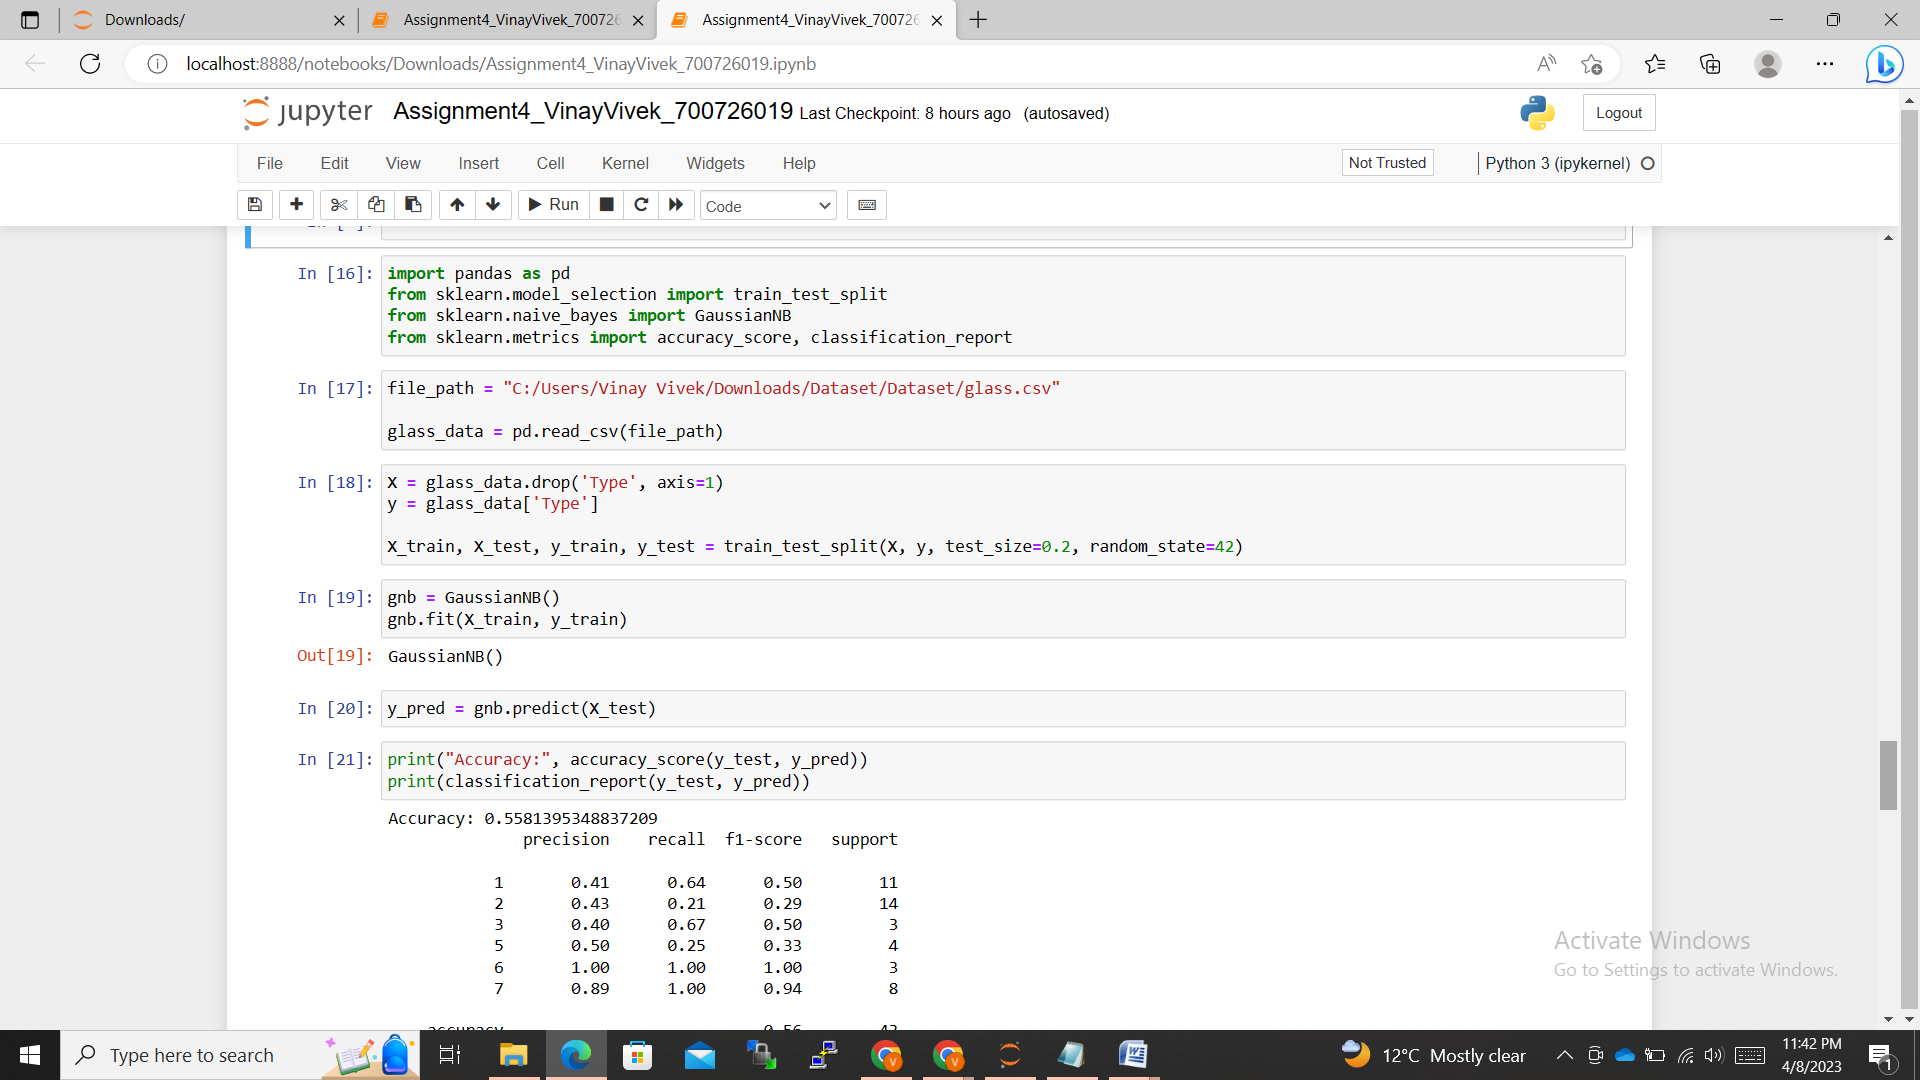 Downloads/
Assignment4_VinayVivek_70072
Assignment4_VinayVivek_70072
localhost:8888/notebooks/Downloads/Assignment4_VinayVivek_700726019.ipynb
jupyter Assignment4_VinayVivek_700726019 Last Checkpoint: 8 hours ago (autosaved)
Logout
File Edit View Insert Cell Kernel Widgets Help
Not Trusted
Python 3 (ipykernel)
Run
Code
In [16]: import pandas as pd
from sklearn.model_selection import train_test_split
from sklearn.naive_bayes import GaussianNB
from sklearn.metrics import accuracy_score, classification_report
In [17]: file_path = "C:/Users/Vinay Vivek/Downloads/Dataset/Dataset/glass.csv"
glass_data = pd.read_csv(file_path)
In [18]: X = glass_data.drop('Type', axis=1)
y = glass_data['Type']
X_train, X_test, y_train, y_test = train_test_split(X, y, test_size=0.2, random_state=42)
In [19]: gnb = GaussianNB()
gnb.fit(X_train, y_train)
Out[19]: GaussianNB()
In [20]: y_pred = gnb.predict(X_test)
In [21]: print("Accuracy:", accuracy_score(y_test, y_pred))
print(classification_report(y_test, y_pred))
Accuracy: 0.5581395348837209
precision recall f1-score support
1 0.41 0.64 0.50 11
2 0.43 0.21 0.29 14
3 0.40 0.67 0.50 3
5 0.50 0.25 0.33 4
6 1.00 1.00 1.00 3
7 0.89 1.00 0.94 8
Activate Windows
Go to Settings to activate Windows.
Type here to search
12°C Mostly clear
11:42 PM
4/8/2023
1